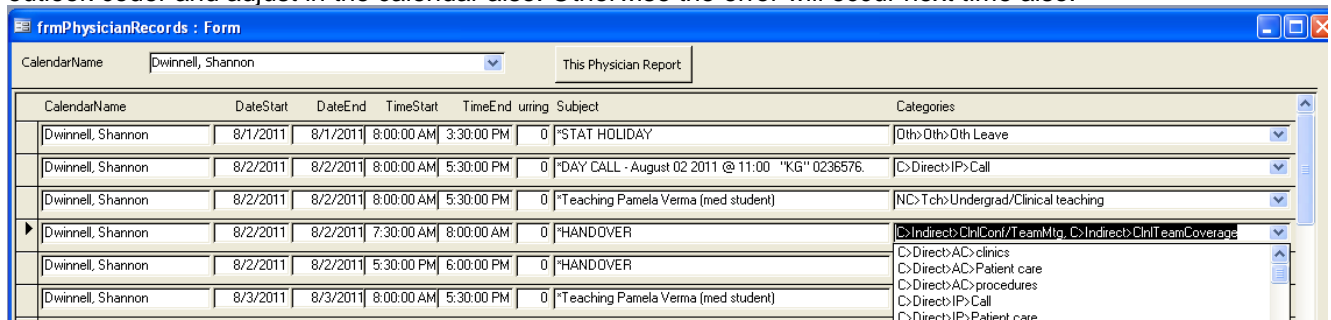 outlook coder and adjust in the calendar also. Otherwise the error will occur next time also.
frmPhysicianRecords : Form
CalendarName Dwinnell, Shannon This Physician Report
CalendarName DateStart DateEnd TimeStart TimeEnd urring Subject Categories
Dwinnell, Shannon 8/1/2011 8/1/2011 8:00:00 AM 3:30:00 PM 0 *STAT HOLIDAY Oth>Oth>Oth Leave
Dwinnell, Shannon 8/2/2011 8/2/2011 8:00:00 AM 5:30:00 PM 0 *DAY CALL - August 02 2011 @ 11:00 "KG" 0236576. C>Direct>IP>Call
Dwinnell, Shannon 8/2/2011 8/2/2011 8:00:00 AM 5:30:00 PM 0 *Teaching Pamela Verma (med student) NC>Tch>Undergrad/Clinical teaching
Dwinnell, Shannon 8/2/2011 8/2/2011 7:30:00 AM 8:00:00 AM 0 *HANDOVER C>Indirect>ClnlConf/TeamMtg, C>Indirect>ClnlTeamCoverage
C>Direct>AC>clinics
C>Direct>AC>Patient care
Dwinnell, Shannon 8/2/2011 8/2/2011 5:30:00 PM 6:00:00 PM 0 *HANDOVER
C>Direct>AC>procedures
C>Direct>IP>Call
Dwinnell, Shannon 8/3/2011 8/3/2011 8:00:00 AM 5:30:00 PM 0 *Teaching Pamela Verma (med student)
C>Direct>IP>Patient care